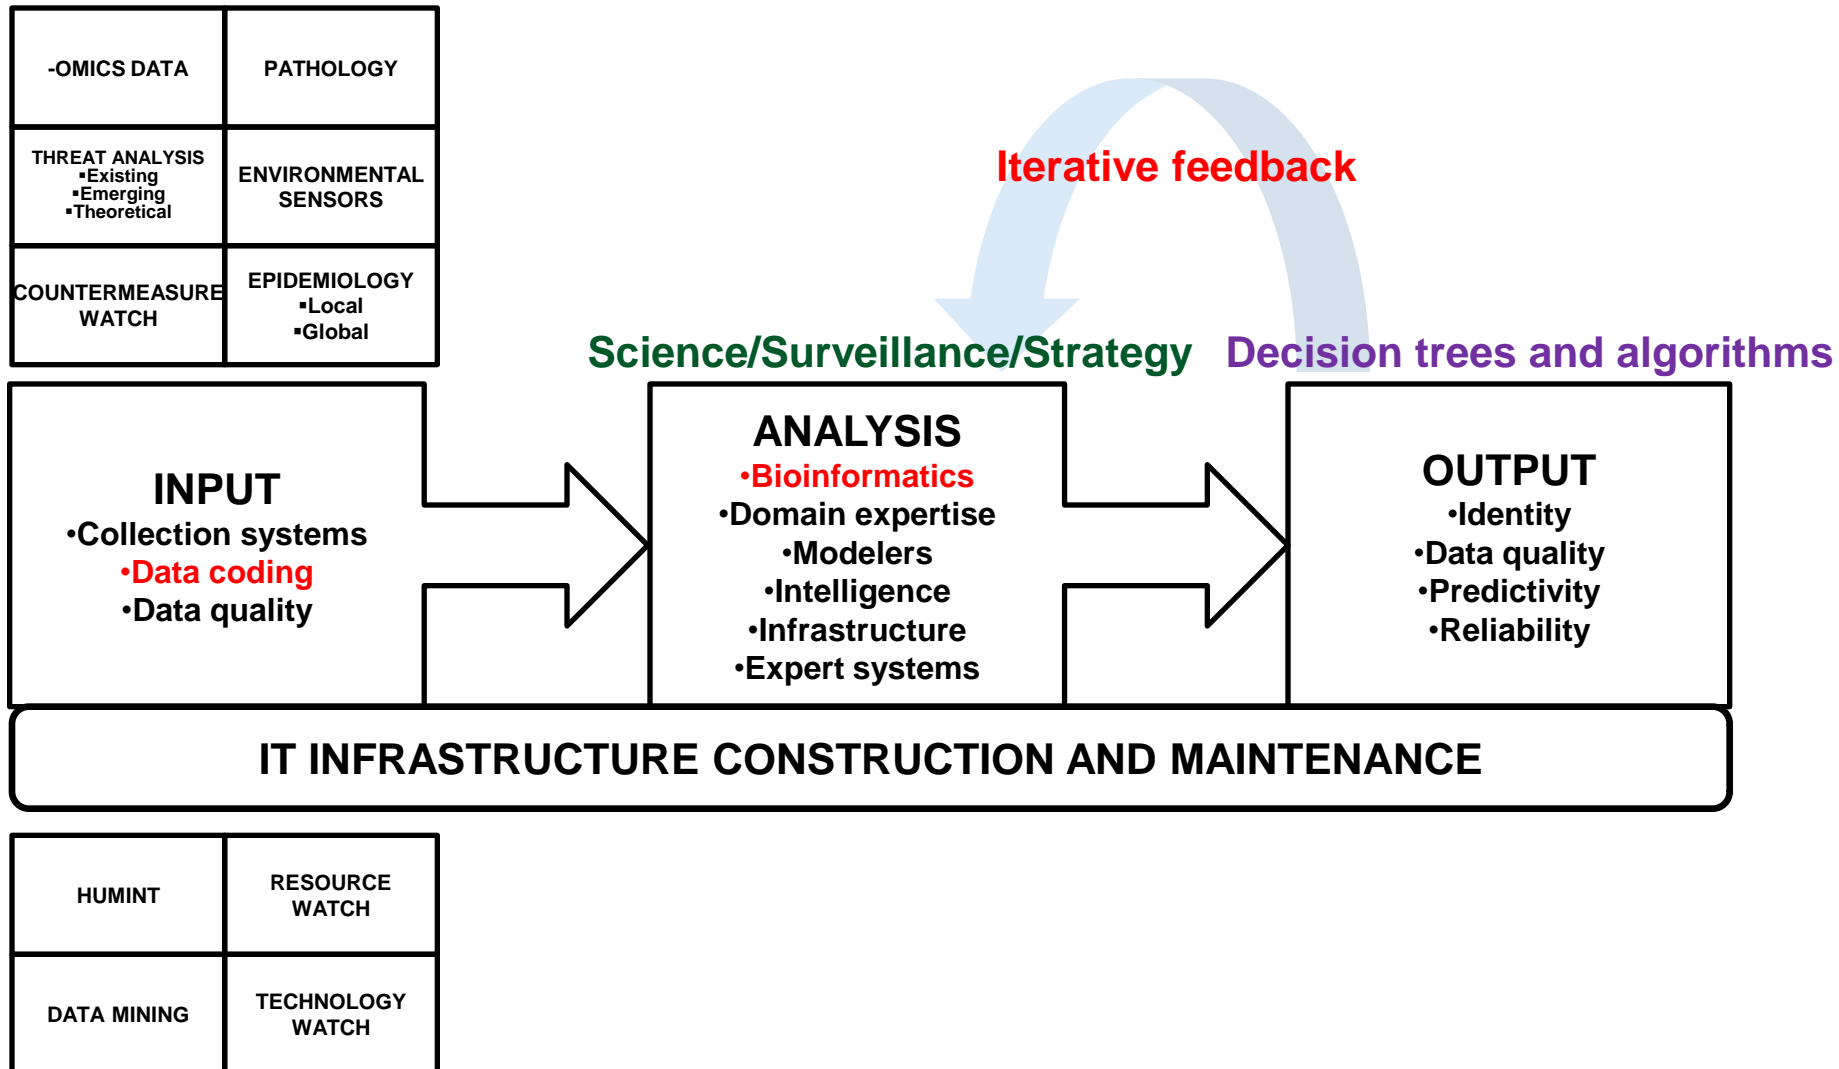 -OMICS DATA
PATHOLOGY
THREAT ANALYSIS
▪Existing
▪Emerging
▪Theoretical
ENVIRONMENTAL
SENSORS
COUNTERMEASURE
WATCH
EPIDEMIOLOGY
▪Local
▪Global
Iterative feedback
Science/Surveillance/Strategy
Decision trees and algorithms
INPUT
•Collection systems
•Data coding
•Data quality
ANALYSIS
•Bioinformatics
•Domain expertise
•Modelers
•Intelligence
•Infrastructure
•Expert systems
OUTPUT
•Identity
•Data quality
•Predictivity
•Reliability
IT INFRASTRUCTURE CONSTRUCTION AND MAINTENANCE
HUMINT
RESOURCE
WATCH
DATA MINING
TECHNOLOGY
WATCH